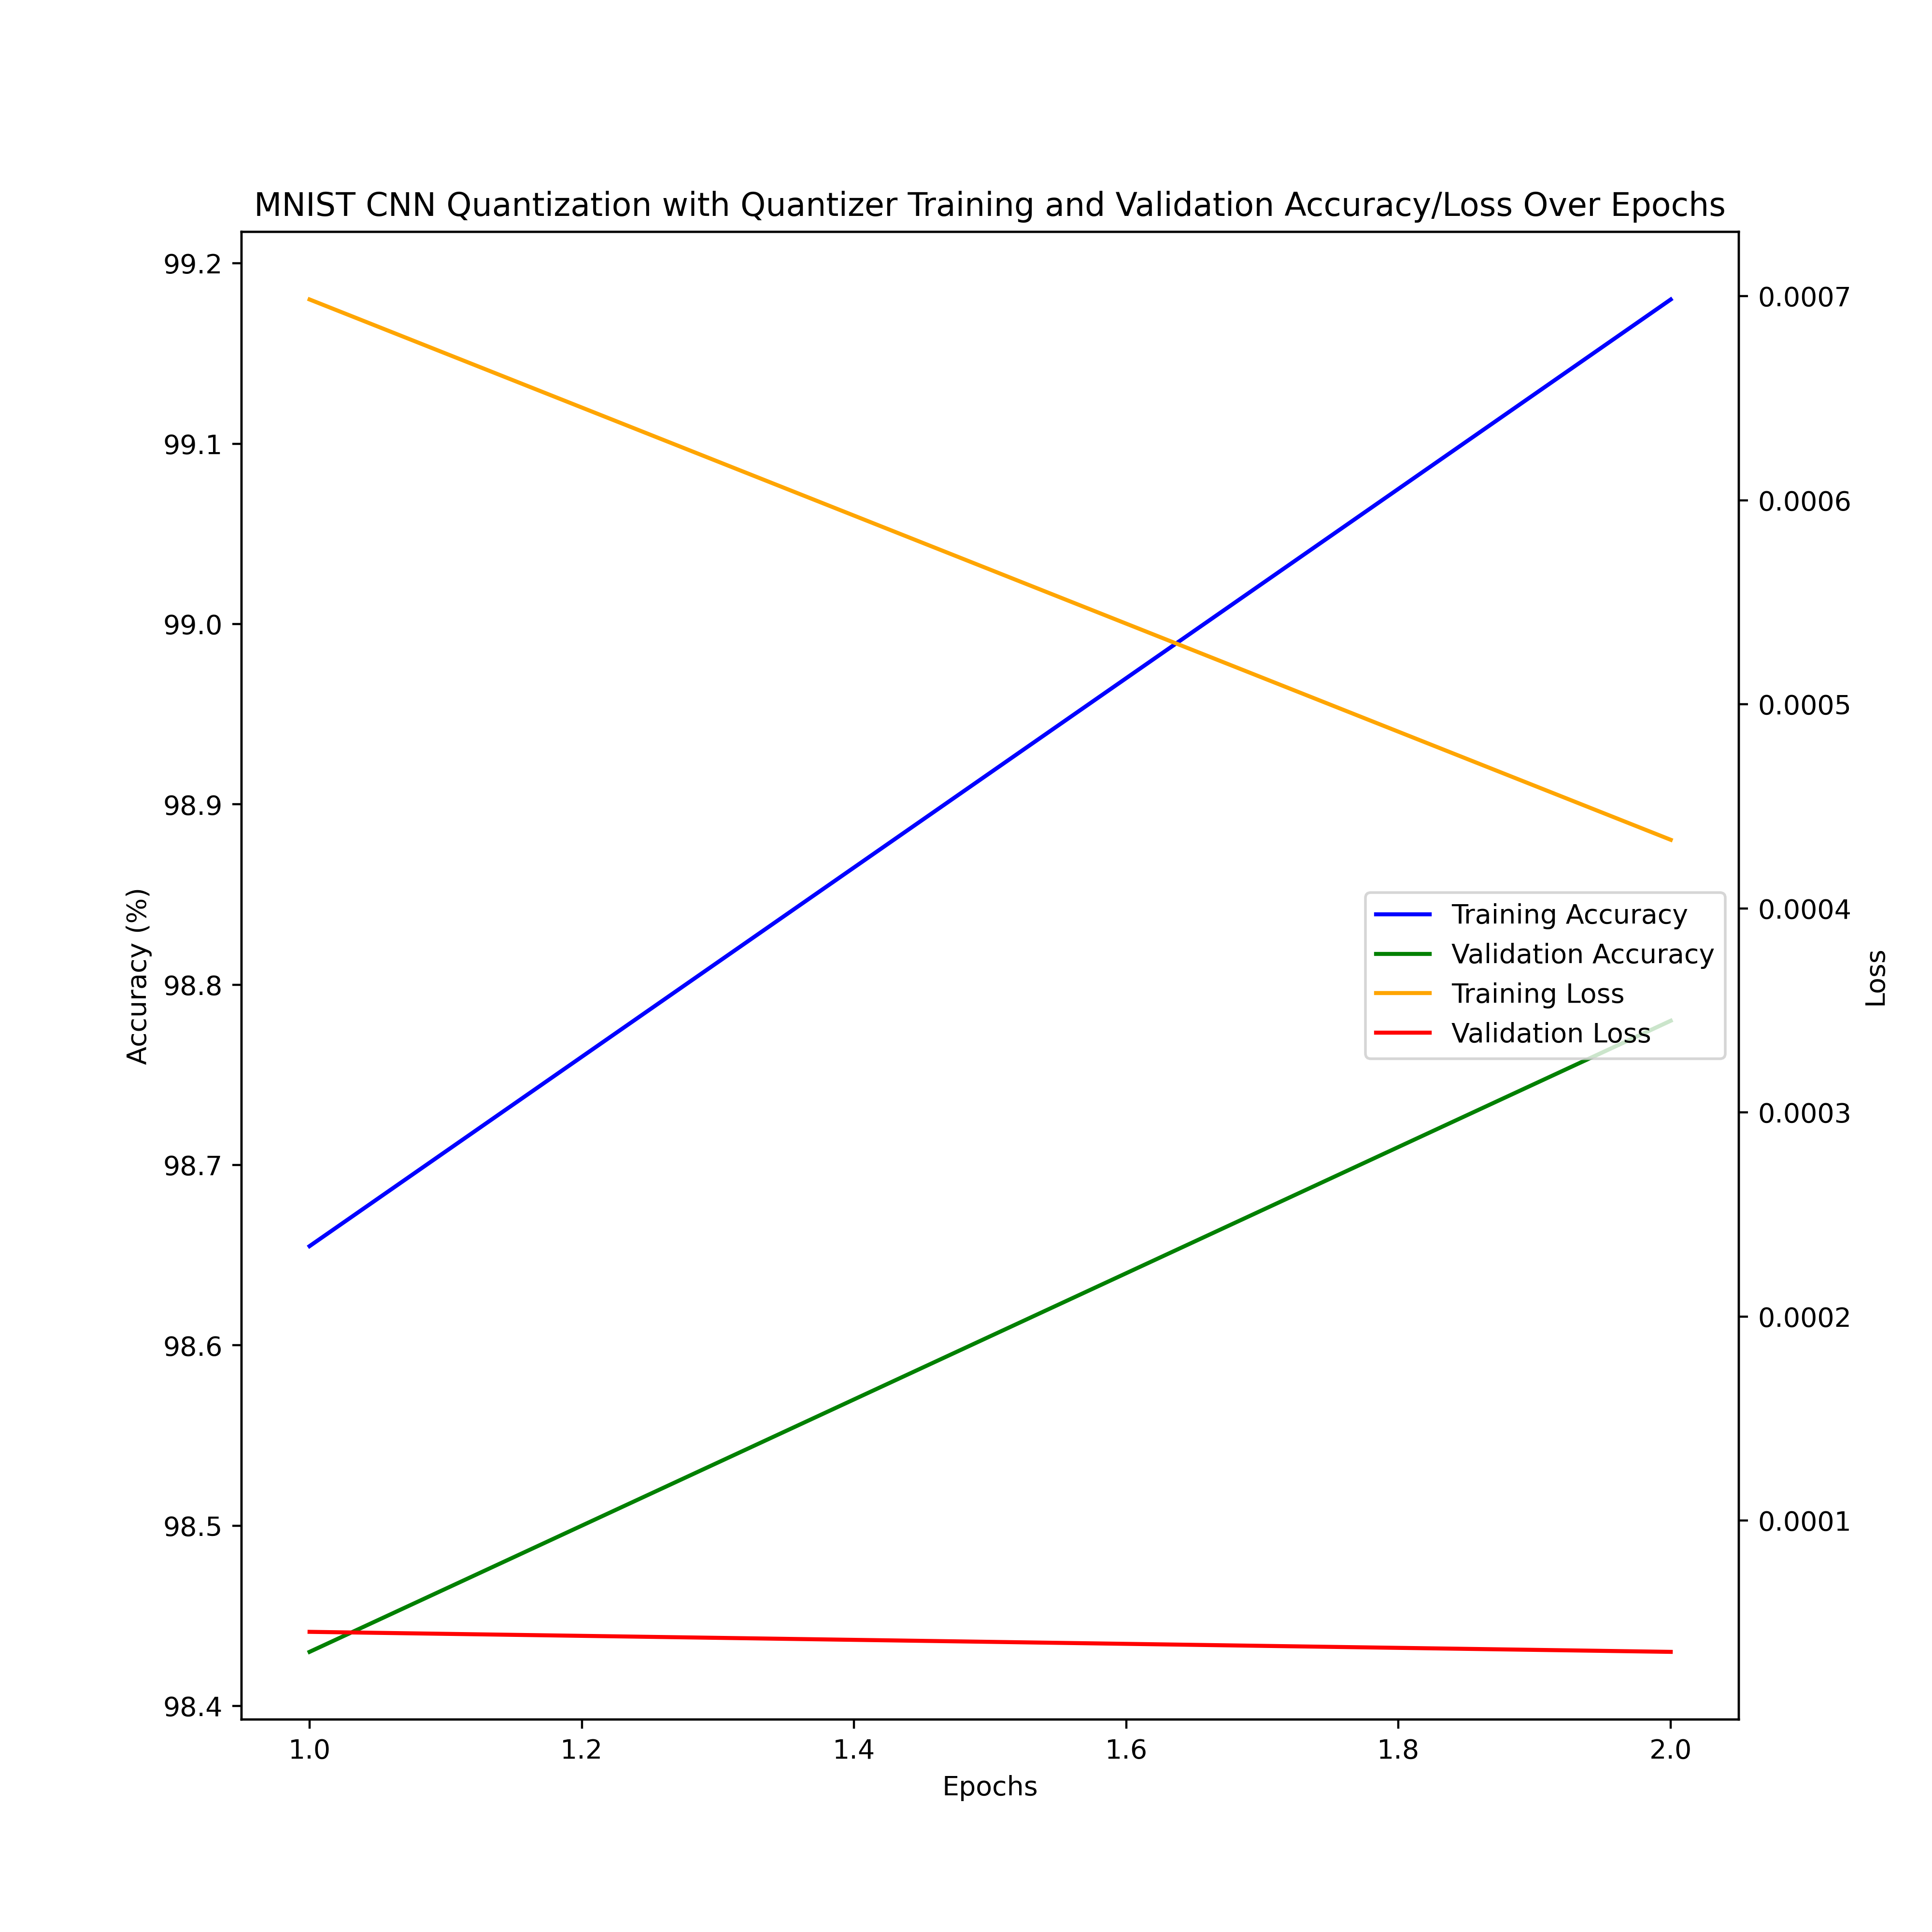 MNIST CNN Quantization with Quantizer Training and Validation Accuracy/Loss Over Epochs
99.2
99.1
99.0
98.9
98.8
98.7
98.6
98.5
98.4
Accuracy (%)
0.0007
0.0006
0.0005
0.0004
0.0003
0.0002
0.0001
Loss
Training Accuracy
Validation Accuracy
Training Loss
Validation Loss
1.0 1.2 1.4 1.6 1.8 2.0
Epochs